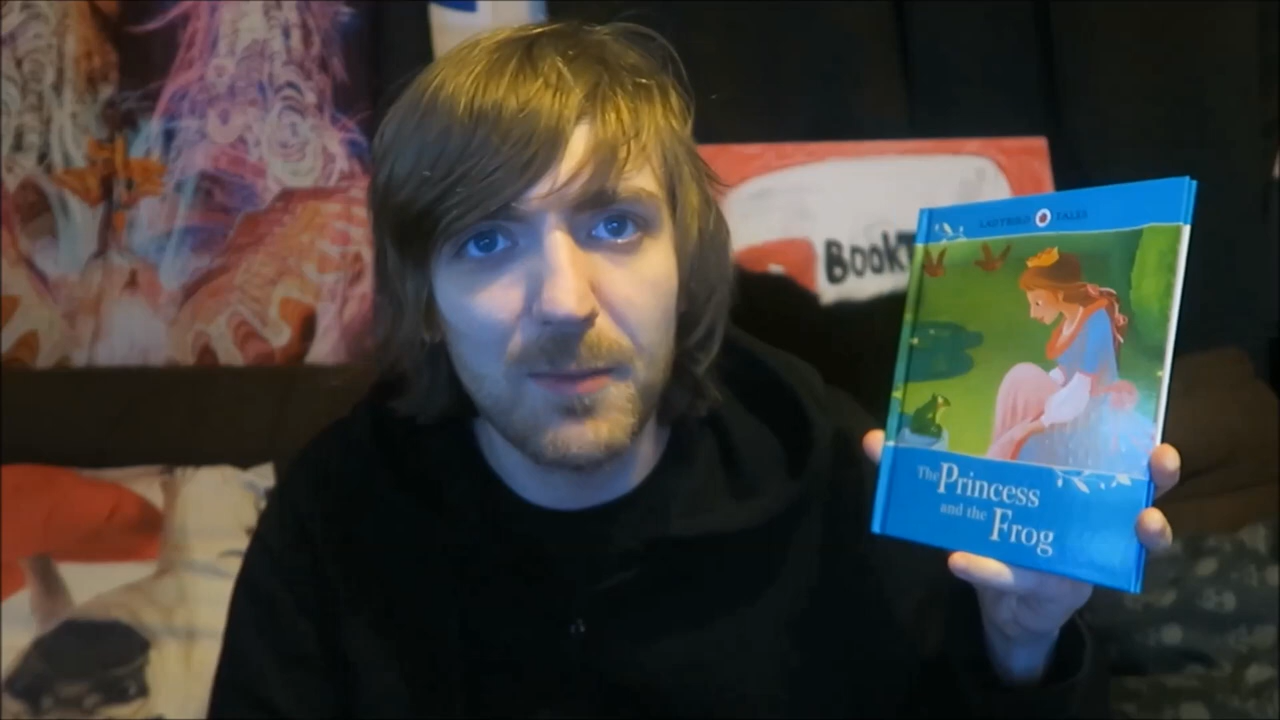 LADYBIRD TALES
BookT
The Princess
and the Frog